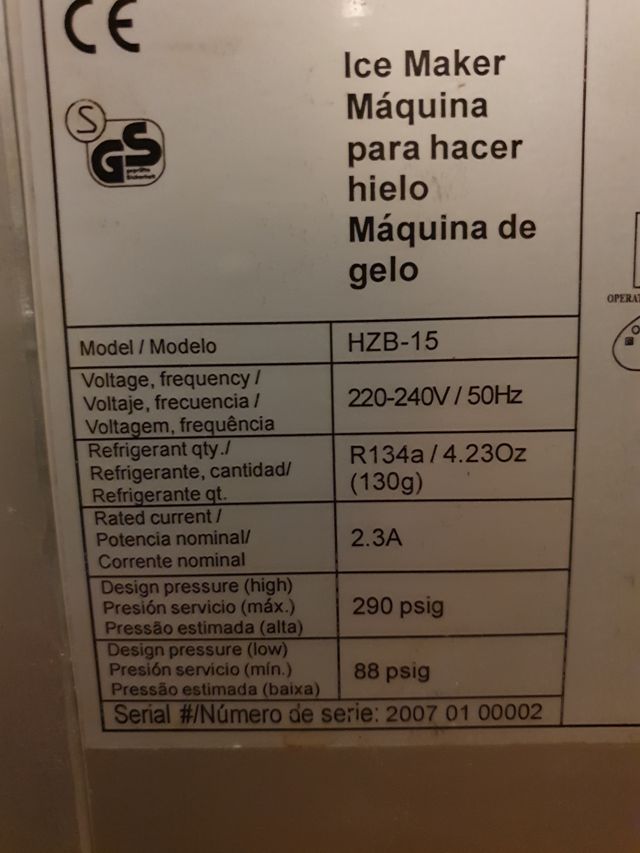 CE
Ice Maker
Máquina
para hacer
hielo
Máquina de
gelo
S
GS
geprüfte
Sicherheit
OPERAT
Model / Modelo
HZB-15
Voltage, frequency /
Voltaje, frecuencia /
Voltagem, frequência
220-240V / 50Hz
Refrigerant qty./
Refrigerante, cantidad/
Refrigerante qt.
R134a / 4.23Oz
(130g)
Rated current /
Potencia nominal/
Corrente nominal
2.3A
Design pressure (high)
Presión servicio (máx.)
Pressão estimada (alta)
290 psig
Design pressure (low)
Presión servicio (mín.)
Pressão estimada (baixa)
88 psig
Serial #/Número de serie: 2007 01 00002